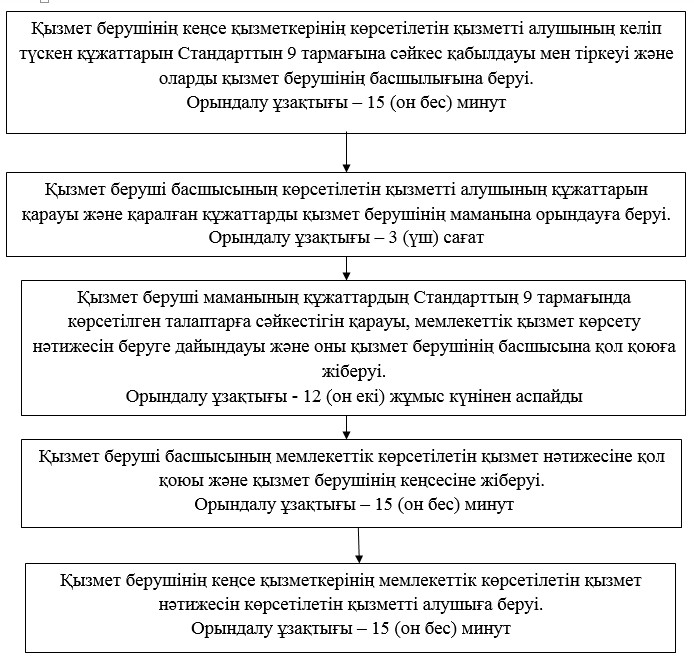 Қызмет берушінің кеңсе қызметкерінің көрсетілетін қызметті алушының келіп
түскен құжаттарын Стандарттын 9 тармағына сәйкес қабылдауы мен тіркеуі және
оларды қызмет берушінің басшылығына беруі.
Орындалу ұзақтығы – 15 (он бес) минут
Қызмет беруші басшысының көрсетілетін қызметті алушының құжаттарын
қарауы және қаралған құжаттарды қызмет берушінің маманына орындауға беруі.
Орындалу ұзақтығы – 3 (үш) сағат
Қызмет беруші маманының құжаттардың Стандарттың 9 тармағында
көрсетілген талаптарға сәйкестігін қарауы, мемлекеттік қызмет көрсету
нәтижесін беруге дайындауы және оны қызмет берушінің басшысына қол қоюға
жіберуі.
Орындалу ұзақтығы - 12 (он екі) жұмыс күнінен аспайды
Қызмет беруші басшысының мемлекеттік көрсетілетін қызмет нәтижесіне қол
қоюы және қызмет берушінің кеңсесіне жіберуі.
Орындалу ұзақтығы – 15 (он бес) минут
Қызмет берушінің кеңсе қызметкерінің мемлекеттік көрсетілетін қызмет
нәтижесін көрсетілетін қызметті алушыға беруі.
Орындалу ұзақтығы – 15 (он бес) минут